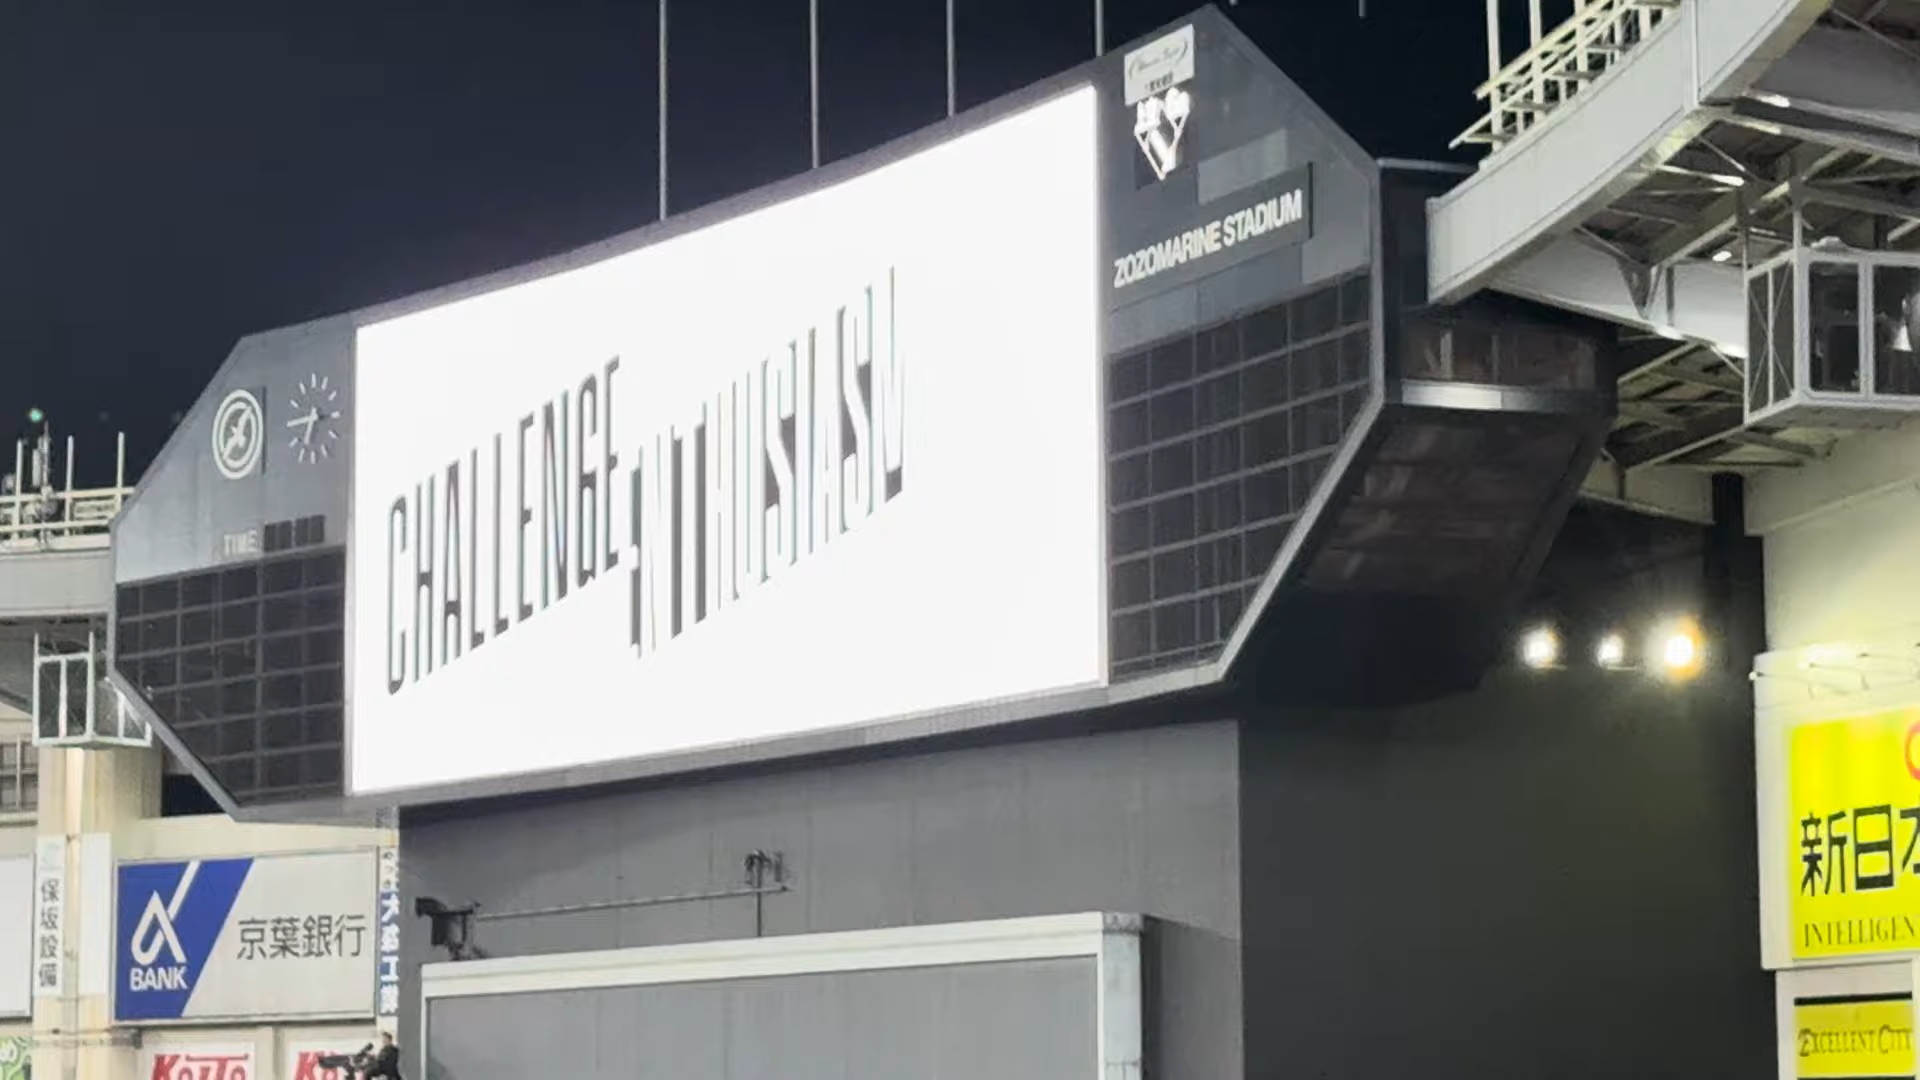 ZOZOMARINE STADIUM
CHALLENGE
ENTHUSIASM
TIME
保坂設備
BANK
京葉銀行
新日本
INTELLIGEN
EXCELLENT CITY
KOITO